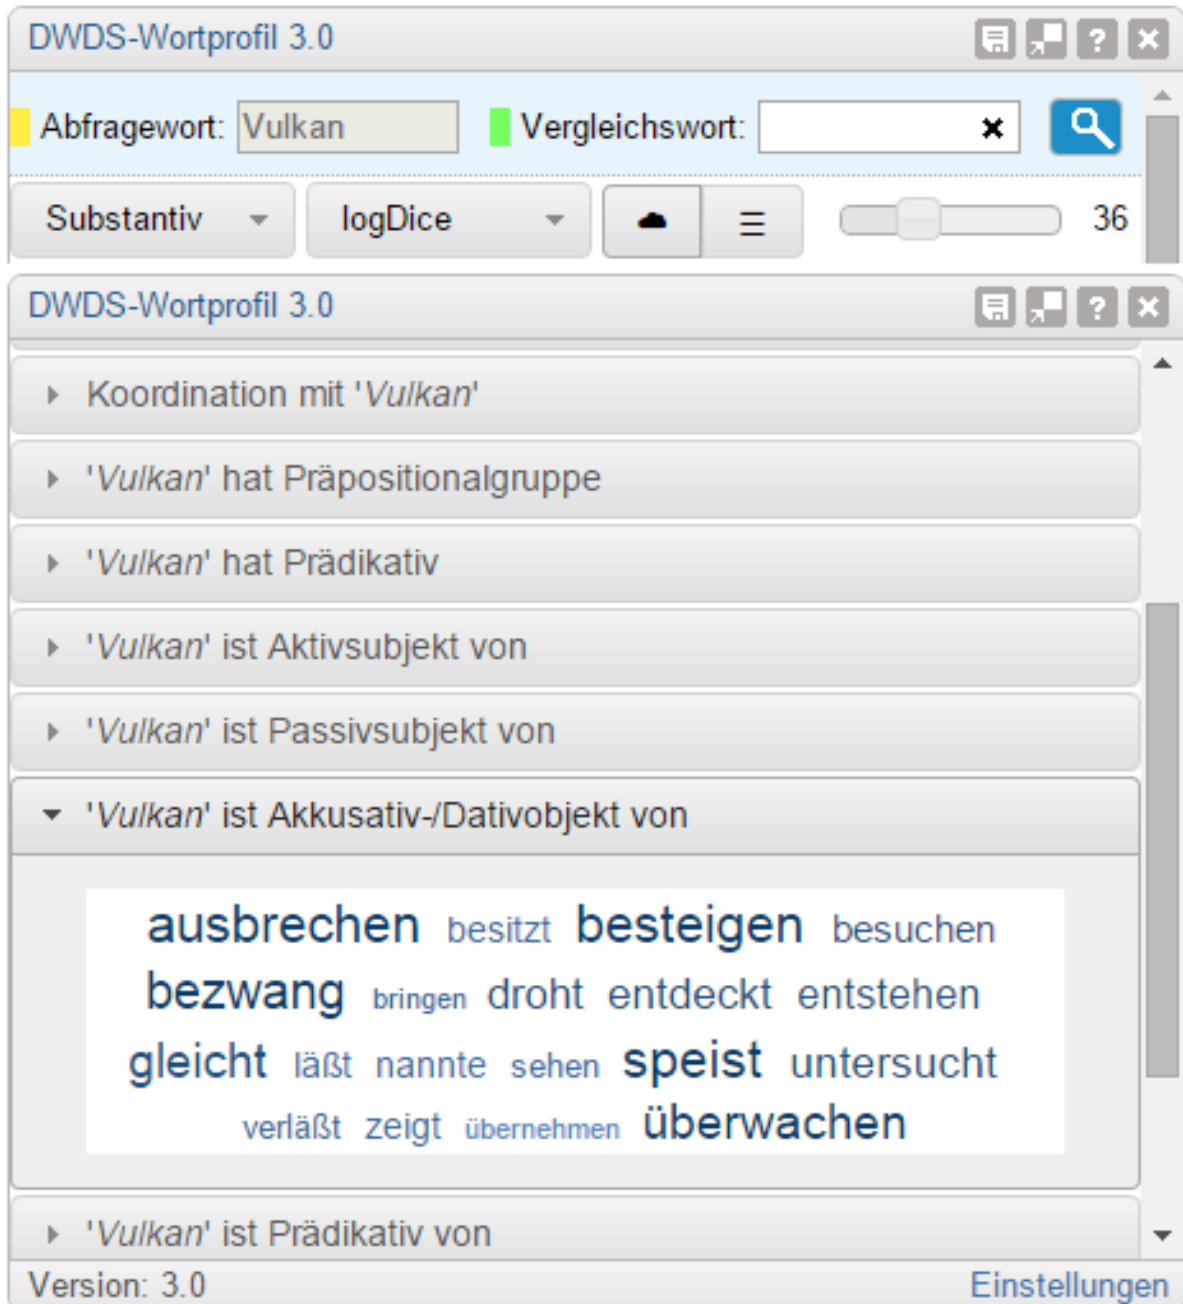 DWDS-Wortprofil 3.0
Abfragewort: Vulkan Vergleichswort:
Substantiv logDice 36
DWDS-Wortprofil 3.0
Koordination mit 'Vulkan'
'Vulkan' hat Präpositionalgruppe
'Vulkan' hat Prädikativ
'Vulkan' ist Aktivsubjekt von
'Vulkan' ist Passivsubjekt von
'Vulkan' ist Akkusativ-/Dativobjekt von
ausbrechen besitzt besteigen besuchen
bezwang bringen droht entdeckt entstehen
gleicht läßt nannte sehen speist untersucht
verläßt zeigt übernehmen überwachen
'Vulkan' ist Prädikativ von
Version: 3.0 Einstellungen